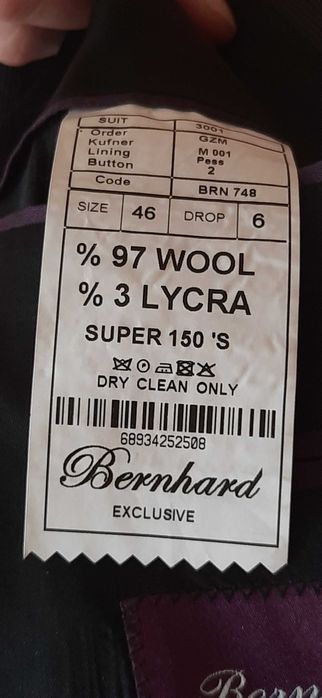 SUIT 3001
Order GZM
Kufner M 001
Lining Pess
Button 2
Code BRN 748
SIZE 46 DROP 6
% 97 WOOL
% 3 LYCRA
SUPER 150 'S
DRY CLEAN ONLY
68934252508
Bernhard
EXCLUSIVE